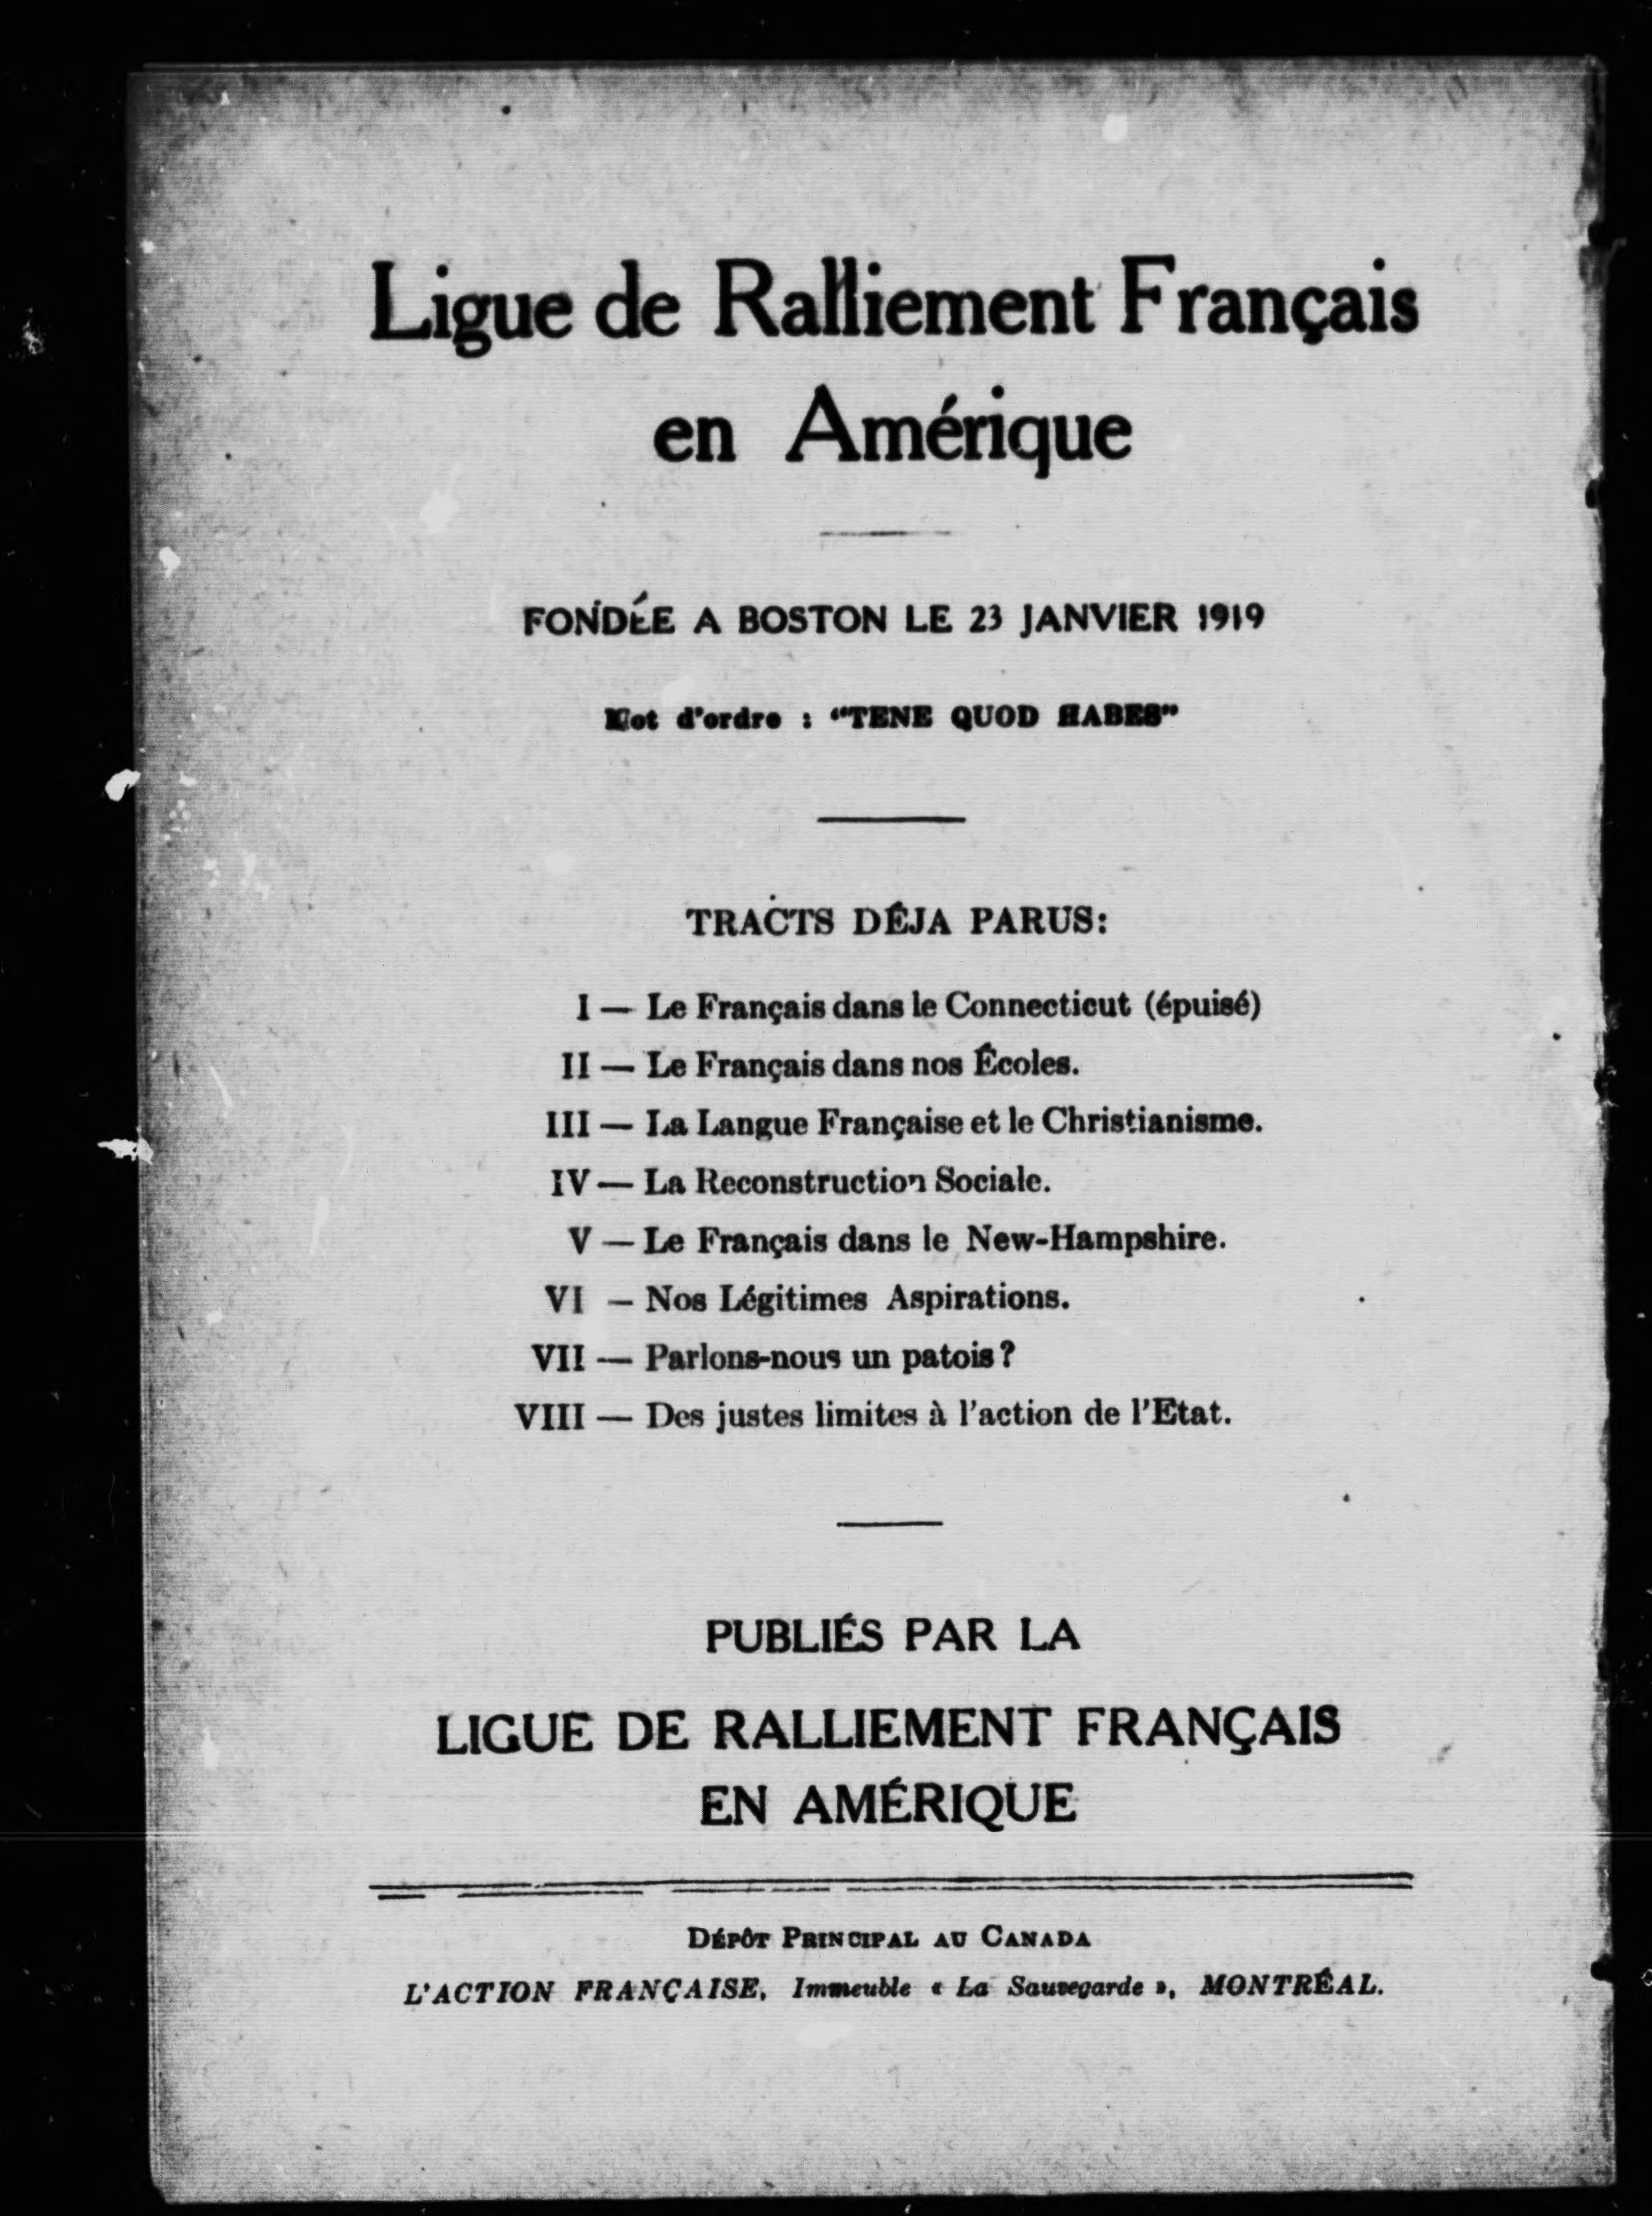 Ligue de Ralliement Français
en Amérique
FONDÉE A BOSTON LE 23 JANVIER 1919
Mot d'ordre : "TENE QUOD HABES"
TRACTS DÉJA PARUS:
I — Le Français dans le Connecticut (épuisé)
II — Le Français dans nos Écoles.
III — La Langue Française et le Christianisme.
IV — La Reconstruction Sociale.
V — Le Français dans le New-Hampshire.
VI — Nos Légitimes Aspirations.
VII — Parlons-nous un patois ?
VIII — Des justes limites à l'action de l'Etat.
PUBLIÉS PAR LA
LIGUE DE RALLIEMENT FRANÇAIS
EN AMÉRIQUE
DÉPÔT PRINCIPAL AU CANADA
L'ACTION FRANÇAISE, Immeuble « La Sauvegarde », MONTRÉAL.